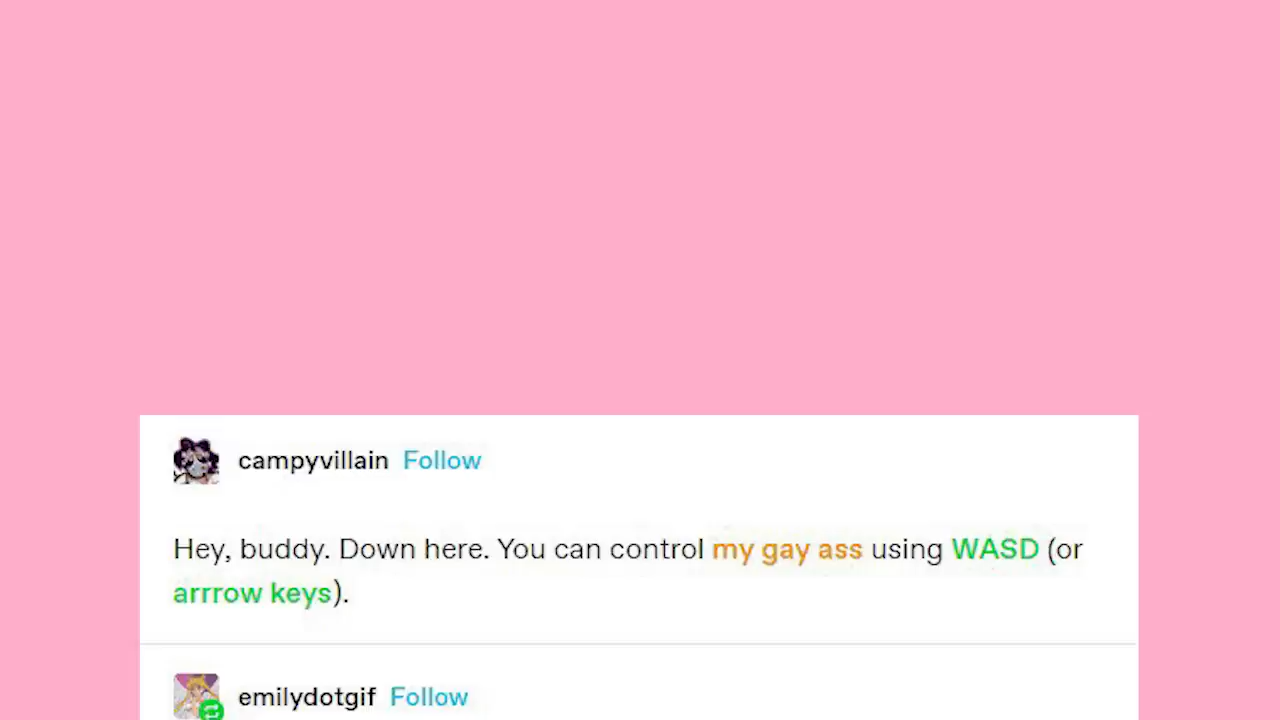 campyvillain Follow
Hey, buddy. Down here. You can control my gay ass using WASD (or
arrrow keys).
emilydotgif Follow